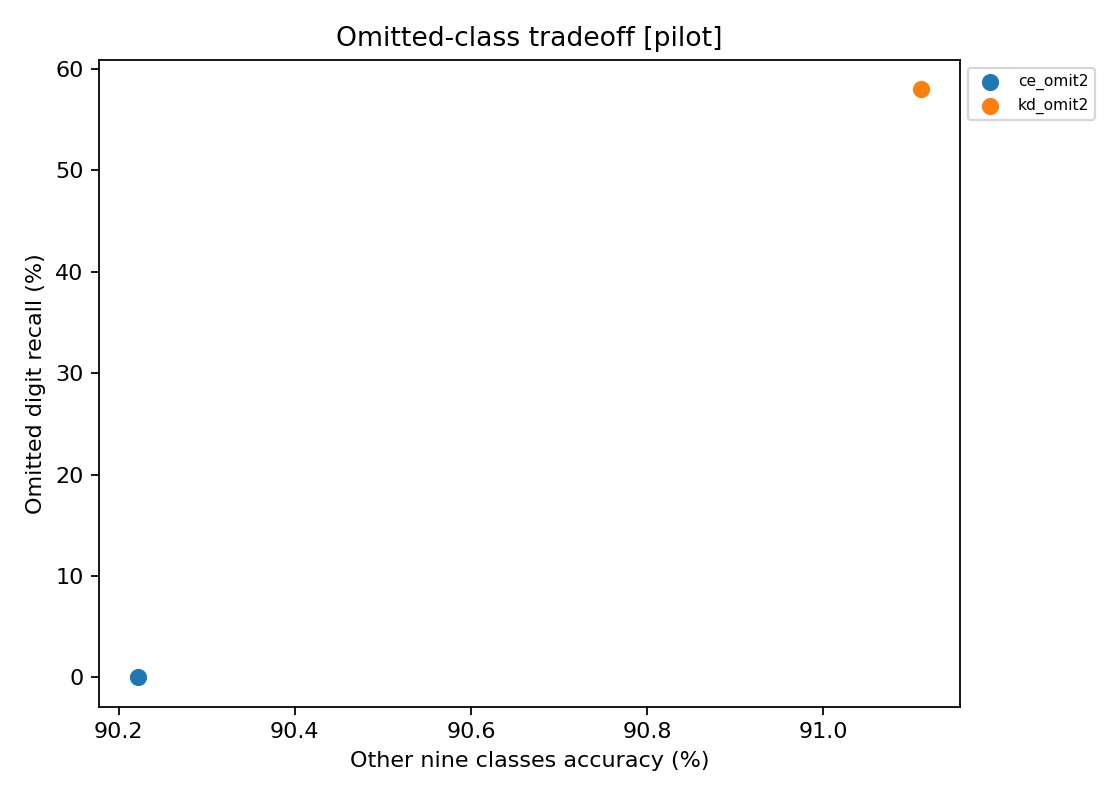 Omitted-class tradeoff [pilot]
60
50
40
30
20
10
0
Omitted digit recall (%)
90.2
90.4
90.6
90.8
91.0
Other nine classes accuracy (%)
ce_omit2
kd_omit2